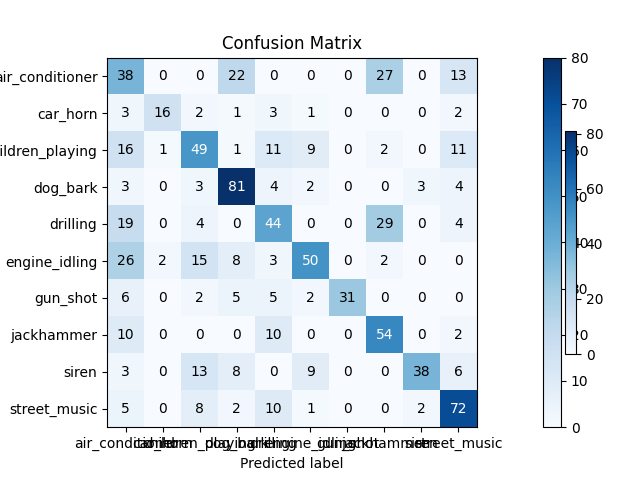 Confusion Matrix
air_conditioner 38 0 0 22 0 0 0 27 0 13
car_horn 3 16 2 1 3 1 0 0 0 2
ildren_playing 16 1 49 1 11 9 0 2 0 11
dog_bark 3 0 3 81 4 2 0 0 3 4
drilling 19 0 4 0 44 0 0 29 0 4
engine_idling 26 2 15 8 3 50 0 2 0 0
gun_shot 6 0 2 5 5 2 31 0 0 0
jackhammer 10 0 0 0 10 0 0 54 0 2
siren 3 0 13 8 0 9 0 0 38 6
street_music 5 0 8 2 10 1 0 0 2 72
Predicted label
80
70
80
60
40
20
0
10
0